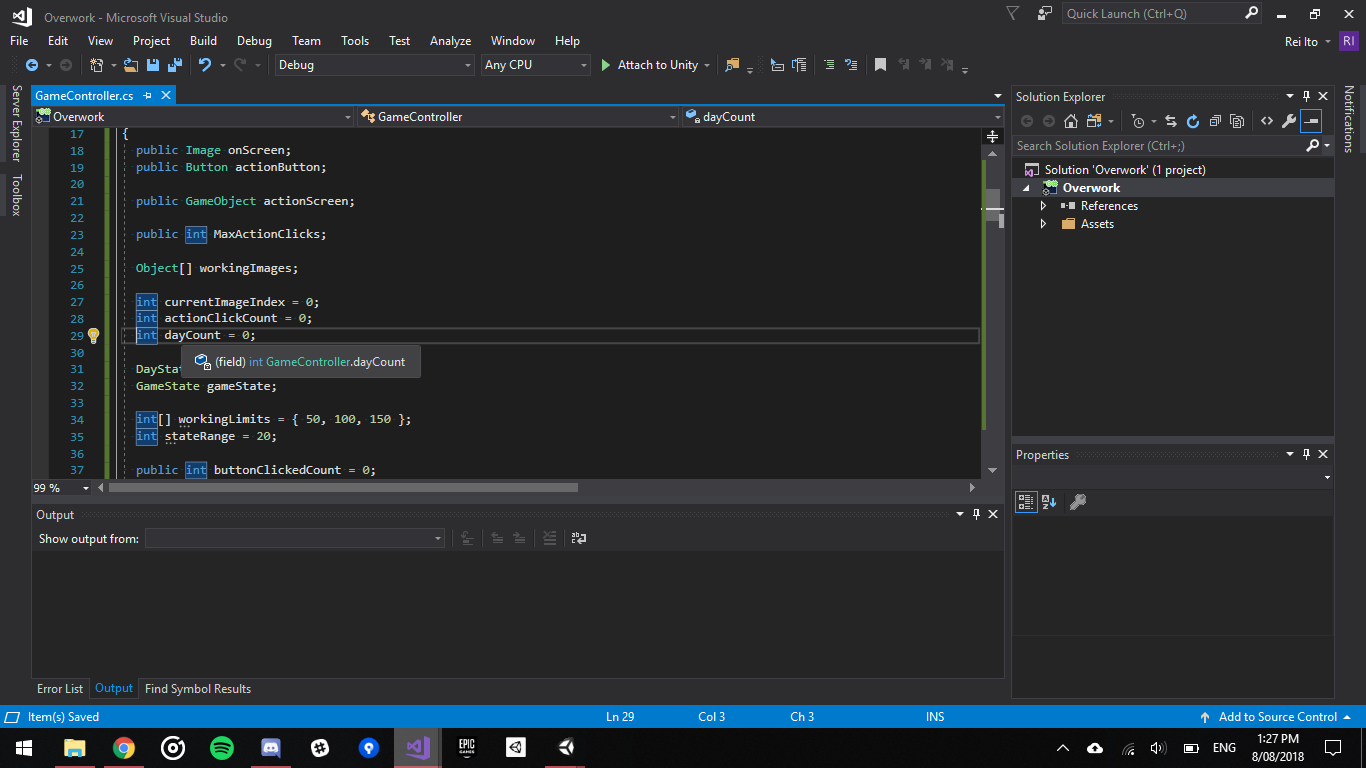 Overwork - Microsoft Visual Studio
Quick Launch (Ctrl+Q)
File Edit View Project Build Debug Team Tools Test Analyze Window Help
Rei Ito RI
Debug Any CPU Attach to Unity
Server Explorer
Toolbox
GameController.cs
Overwork GameController dayCount
17 {
18 public Image onScreen;
19 public Button actionButton;
20
21 public GameObject actionScreen;
22
23 public int MaxActionClicks;
24
25 Object[] workingImages;
26
27 int currentImageIndex = 0;
28 int actionClickCount = 0;
29 int dayCount = 0;
30
(field) int GameController.dayCount
31 DaySta
32 GameState gameState;
33
34 int[] workingLimits = { 50, 100, 150 };
35 int stateRange = 20;
36
37 public int buttonClickedCount = 0;
99 %
Output
Show output from:
Error List Output Find Symbol Results
Solution Explorer
Search Solution Explorer (Ctrl+;)
Solution 'Overwork' (1 project)
Overwork
References
Assets
Properties
Notifications
Item(s) Saved Ln 29 Col 3 Ch 3 INS Add to Source Control
EPIC
GAMES
ENG
1:27 PM
8/08/2018